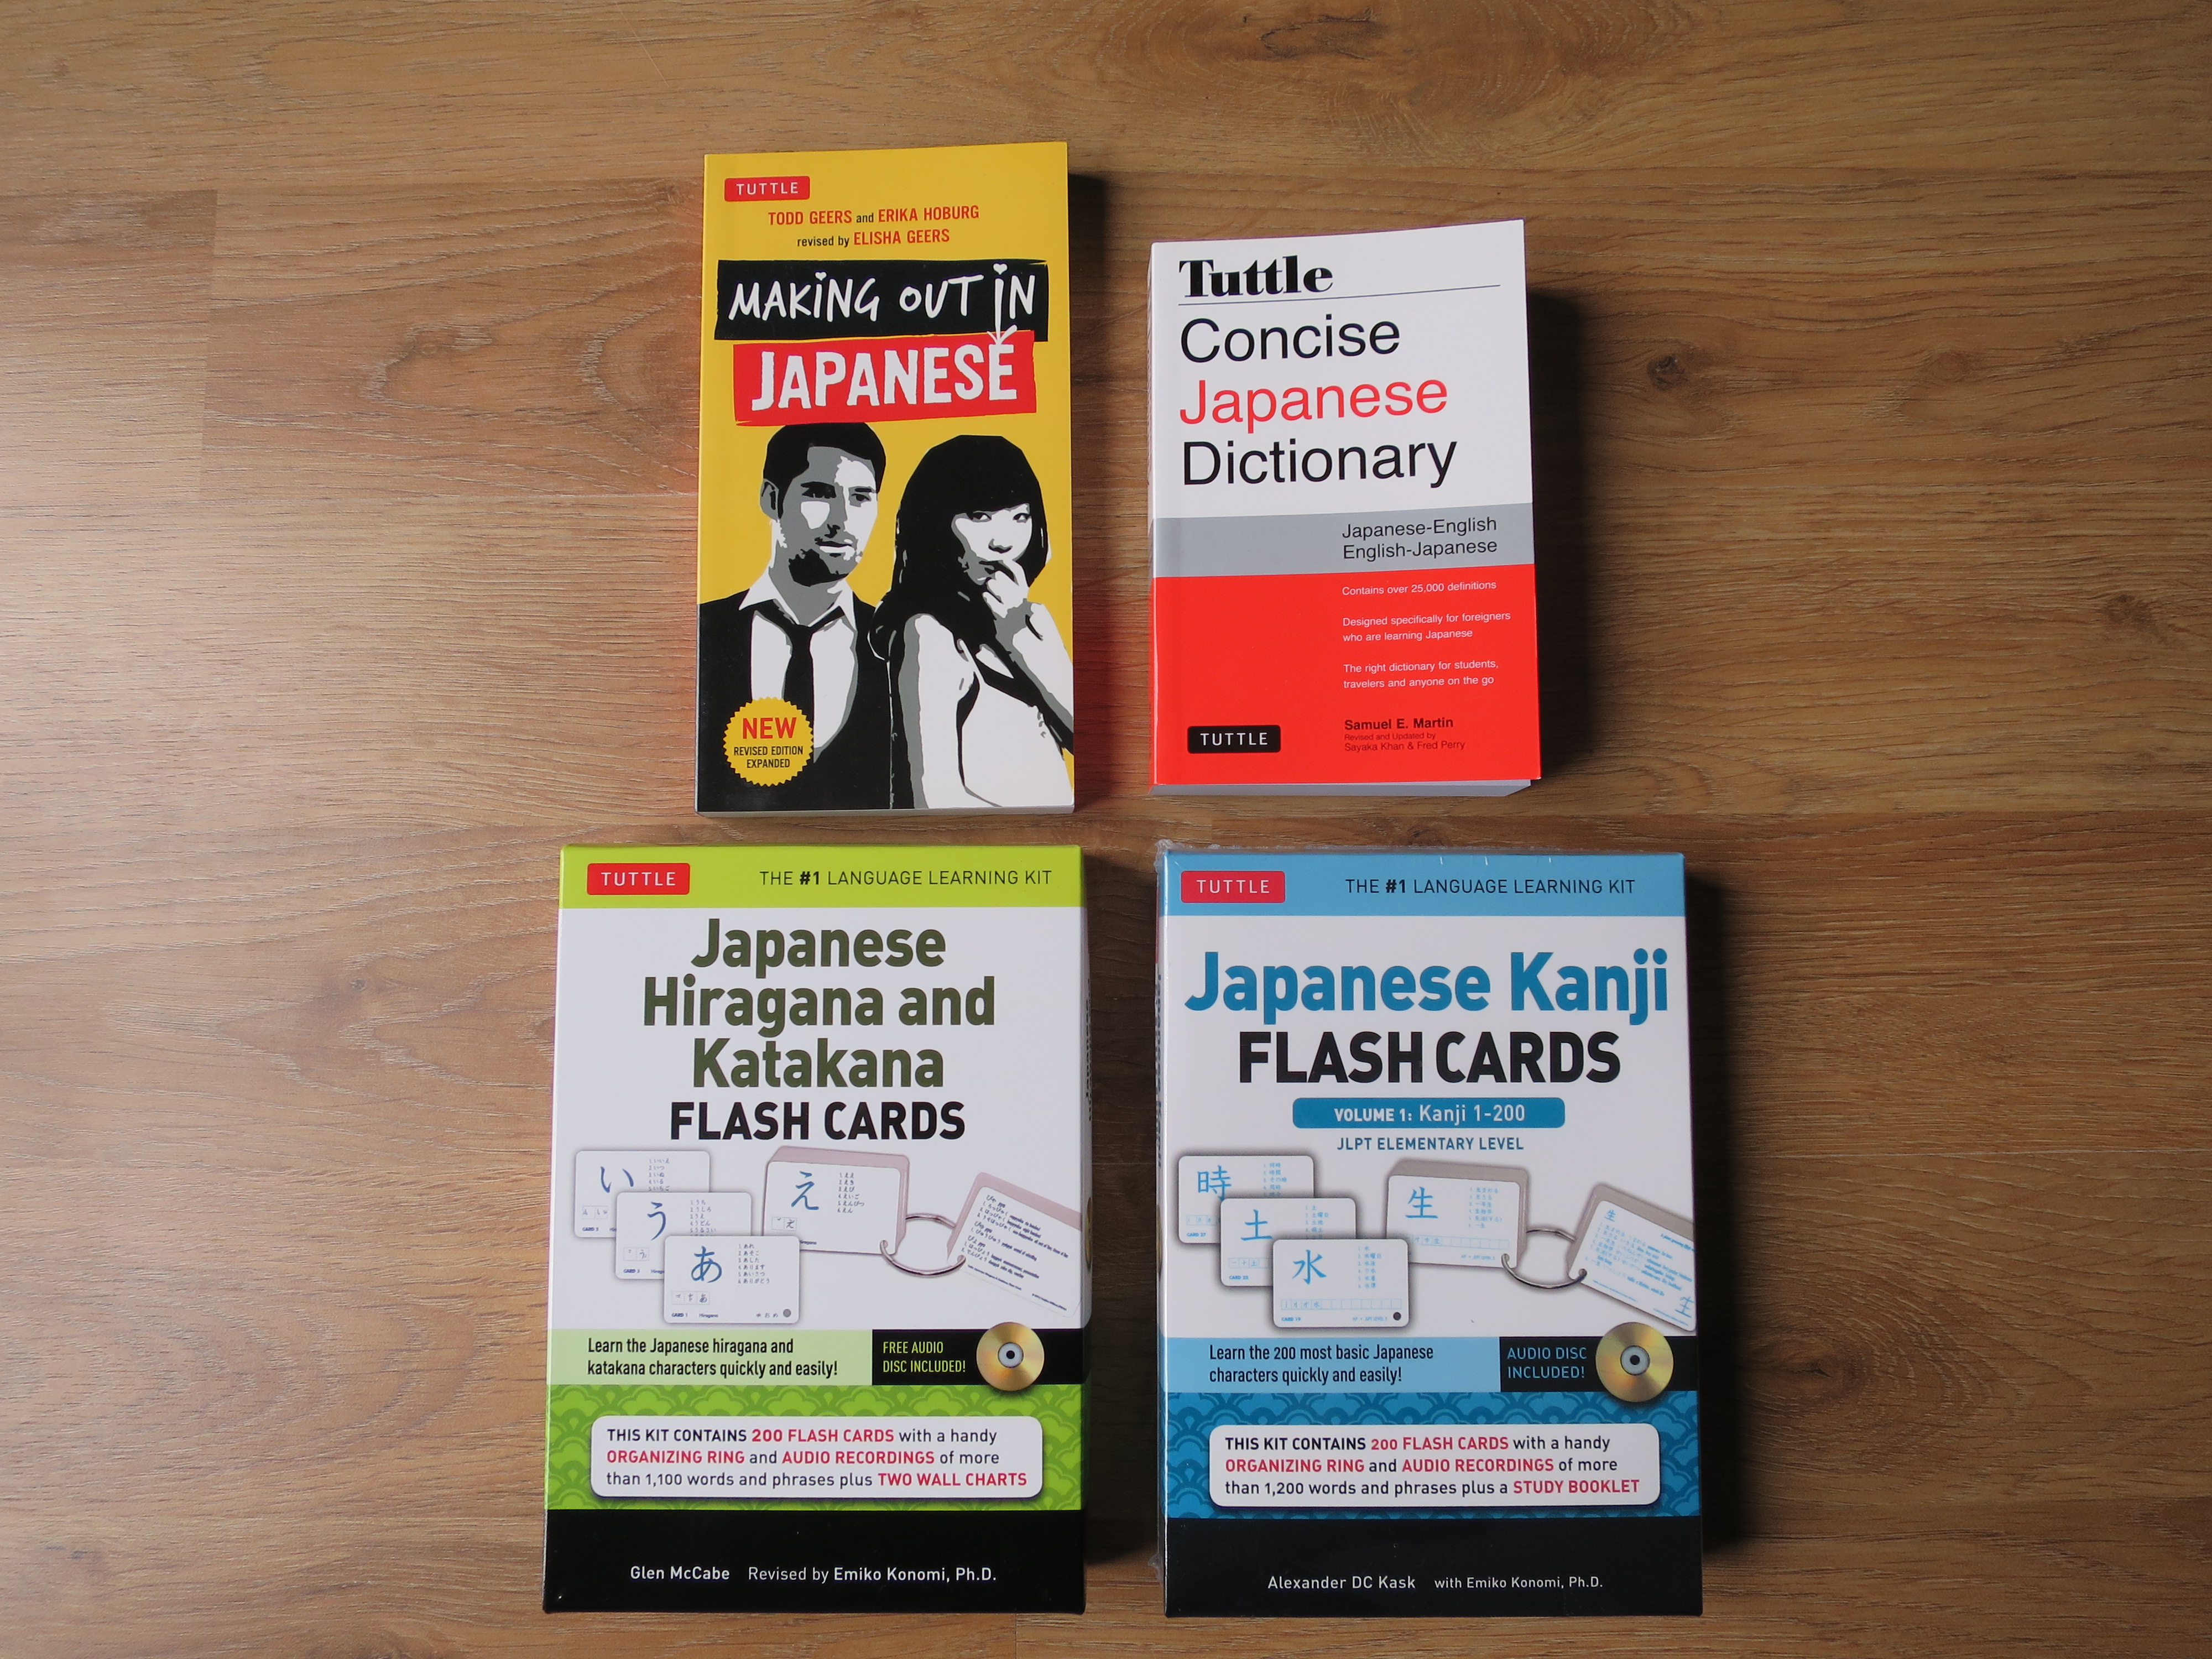 TUTTLE
TODD GEERS and ERIKA HOBURG
revised by ELISHA GEERS
MAKING OUT IN
JAPANESE
NEW
REVISED EDITION
EXPANDED
Tuttle
Concise
Japanese
Dictionary
Japanese-English
English-Japanese
Contains over 25,000 definitions
Designed specifically for foreigners
who are learning Japanese
The right dictionary for students,
travelers and anyone on the go
Samuel E. Martin
Revised and Updated by
Sayaka Khan & Fred Perry
TUTTLE
TUTTLE
THE #1 LANGUAGE LEARNING KIT
Japanese
Hiragana and
Katakana
FLASH CARDS
い
う
あ
え
CARD 1 Hiragana
Learn the Japanese hiragana and
katakana characters quickly and easily!
FREE AUDIO
DISC INCLUDED!
THIS KIT CONTAINS 200 FLASH CARDS with a handy
ORGANIZING RING and AUDIO RECORDINGS of more
than 1,100 words and phrases plus TWO WALL CHARTS
Glen McCabe Revised by Emiko Konomi, Ph.D.
TUTTLE
THE #1 LANGUAGE LEARNING KIT
Japanese Kanji
FLASH CARDS
VOLUME 1: Kanji 1-200
JLPT ELEMENTARY LEVEL
時
土
水
生
生
生
CARD 19
Learn the 200 most basic Japanese
characters quickly and easily!
AUDIO DISC
INCLUDED!
THIS KIT CONTAINS 200 FLASH CARDS with a handy
ORGANIZING RING and AUDIO RECORDINGS of more
than 1,200 words and phrases plus a STUDY BOOKLET
Alexander DC Kask with Emiko Konomi, Ph.D.